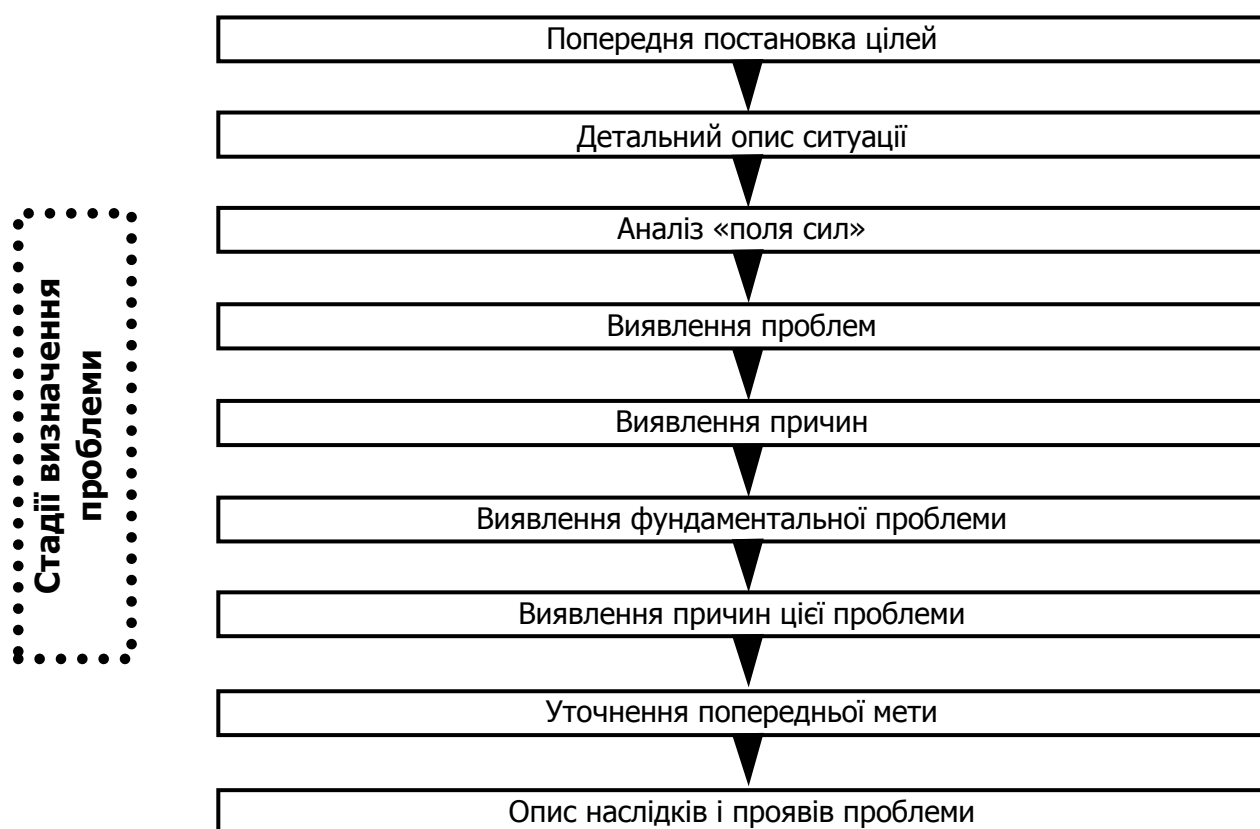 Попередня постановка цілей
Детальний опис ситуації
Аналіз «поля сил»
Виявлення проблем
Виявлення причин
Виявлення фундаментальної проблеми
Виявлення причин цієї проблеми
Уточнення попередньої мети
Опис наслідків і проявів проблеми
Стадії визначення
проблеми